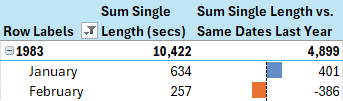 Sum Single Sum Single Length vs.
Row Labels Length (secs) Same Dates Last Year
1983 10,422 4,899
January 634 401
February 257 -386